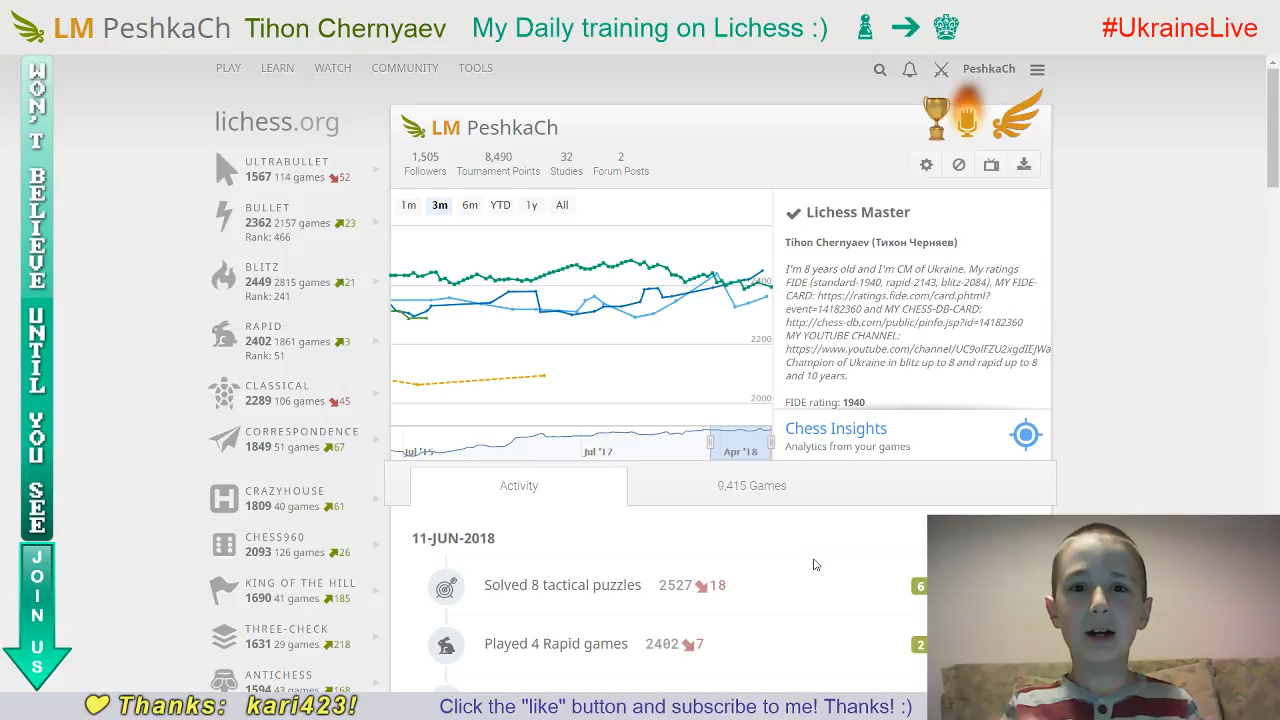 LM PeshkaCh Tihon Chernyaev My Daily training on Lichess :) #UkraineLive
WON'T BELIEVE UNTIL YOU SEE
JOIN US
PLAY LEARN WATCH COMMUNITY TOOLS PeshkaCh
lichess.org
ULTRABULLET
1567 114 games 52
BULLET
2362 2157 games 23
Rank: 466
BLITZ
2449 2815 games 21
Rank: 241
RAPID
2402 1861 games 3
Rank: 51
CLASSICAL
2289 106 games 45
CORRESPONDENCE
1849 51 games 67
CRAZYHOUSE
1809 40 games 61
CHESS960
2093 126 games 26
KING OF THE HILL
1690 41 games 185
THREE-CHECK
1631 29 games 218
ANTICHESS
1594 43 games 168
LM PeshkaCh
1,505 8,490 32 2
Followers Tournament Points Studies Forum Posts
1m 3m 6m YTD 1y All
2400
2200
2000
Jul '15 Jul '17 Apr '18
Lichess Master
Tihon Chernyaev (Тихон Черняев)
I'm 8 years old and I'm CM of Ukraine. My ratings
FIDE (standard-1940, rapid-2143, blitz-2084). MY FIDE-
CARD: https://ratings.fide.com/card.phtml?
event=14182360 and MY CHESS-DB-CARD:
http://chess-db.com/public/pinfo.jsp?id=14182360
MY YOUTUBE CHANNEL:
https://www.youtube.com/channel/UC9olFZU2xgdIEJWa
Champion of Ukraine in blitz up to 8 and rapid up to 8
and 10 years.
FIDE rating: 1940
Chess Insights
Analytics from your games
Activity 9,415 Games
11-JUN-2018
Solved 8 tactical puzzles 2527 18 6
Played 4 Rapid games 2402 7 2
Thanks: kari423!
Click the "like" button and subscribe to me! Thanks! :)